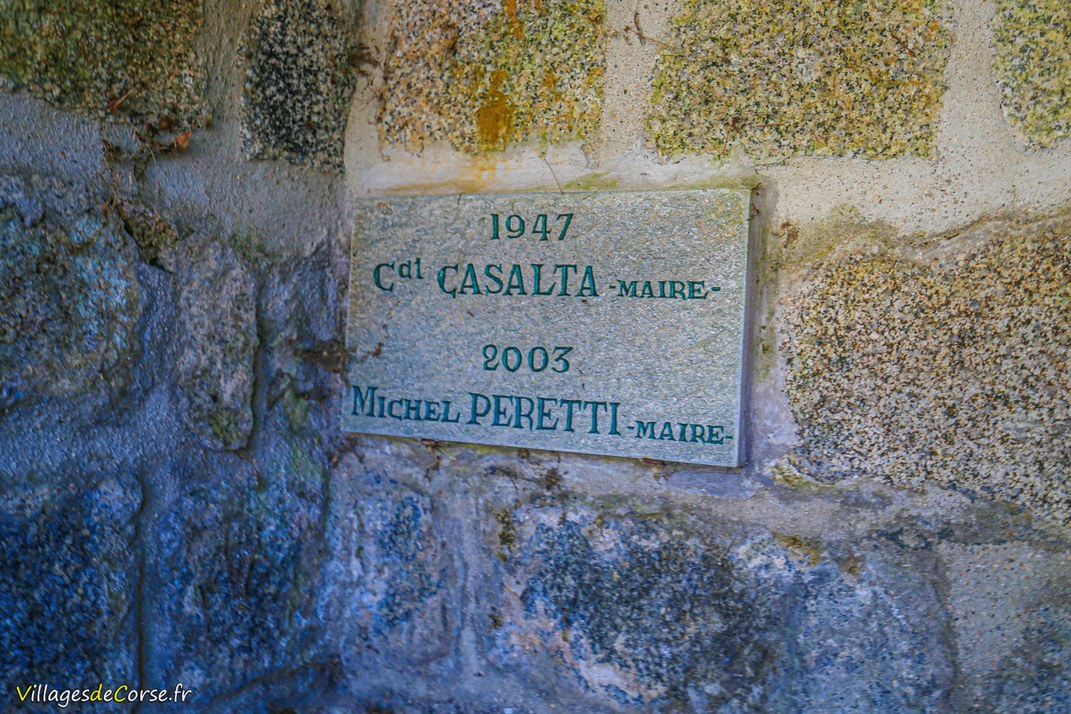 1947
Cdt CASALTA -MAIRE-
2003
MICHEL PERETTI -MAIRE-
VillagesdeCorse.fr